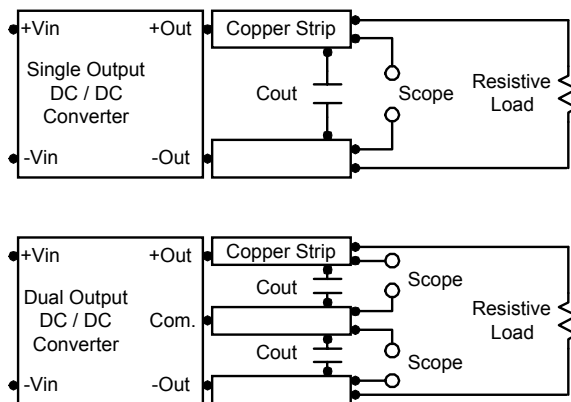 +Vin
+Out
Copper Strip
Single Output
DC / DC
Converter
Cout
Scope
Resistive
Load
-Vin
-Out
+Vin
+Out
Copper Strip
Cout
Scope
Dual Output
DC / DC
Converter
Com.
Resistive
Load
Cout
Scope
-Vin
-Out